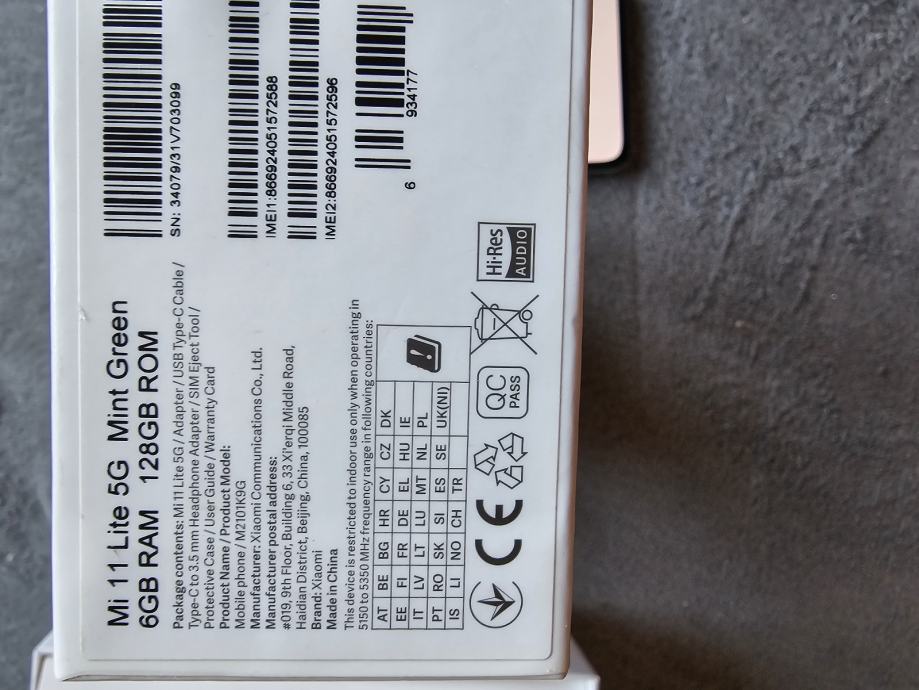 Mi 11 Lite 5G Mint Green
6GB RAM 128GB ROM
Package contents: Mi 11 Lite 5G / Adapter / USB Type-C Cable /
Type-C to 3.5 mm Headphone Adapter / SIM Eject Tool /
Protective Case / User Guide / Warranty Card
Product Name / Product Model:
Mobile phone / M2101K9G
Manufacturer: Xiaomi Communications Co., Ltd.
Manufacturer postal address:
#019, 9th Floor, Building 6, 33 Xi'erqi Middle Road,
Haidian District, Beijing, China, 100085
Brand: Xiaomi
Made in China
This device is restricted to indoor use only when operating in
5150 to 5350 MHz frequency range in following countries:
AT BE BG HR CY CZ DK
EE FI FR DE EL HU IE
IT LV LT LU MT NL PL
PT RO SK SI ES SE UK(NI)
IS LI NO CH TR
CE
QC
PASS
Hi-Res
AUDIO
SN: 34079/31V703099
IMEI1:866924051572588
IMEI2:866924051572596
6 934177